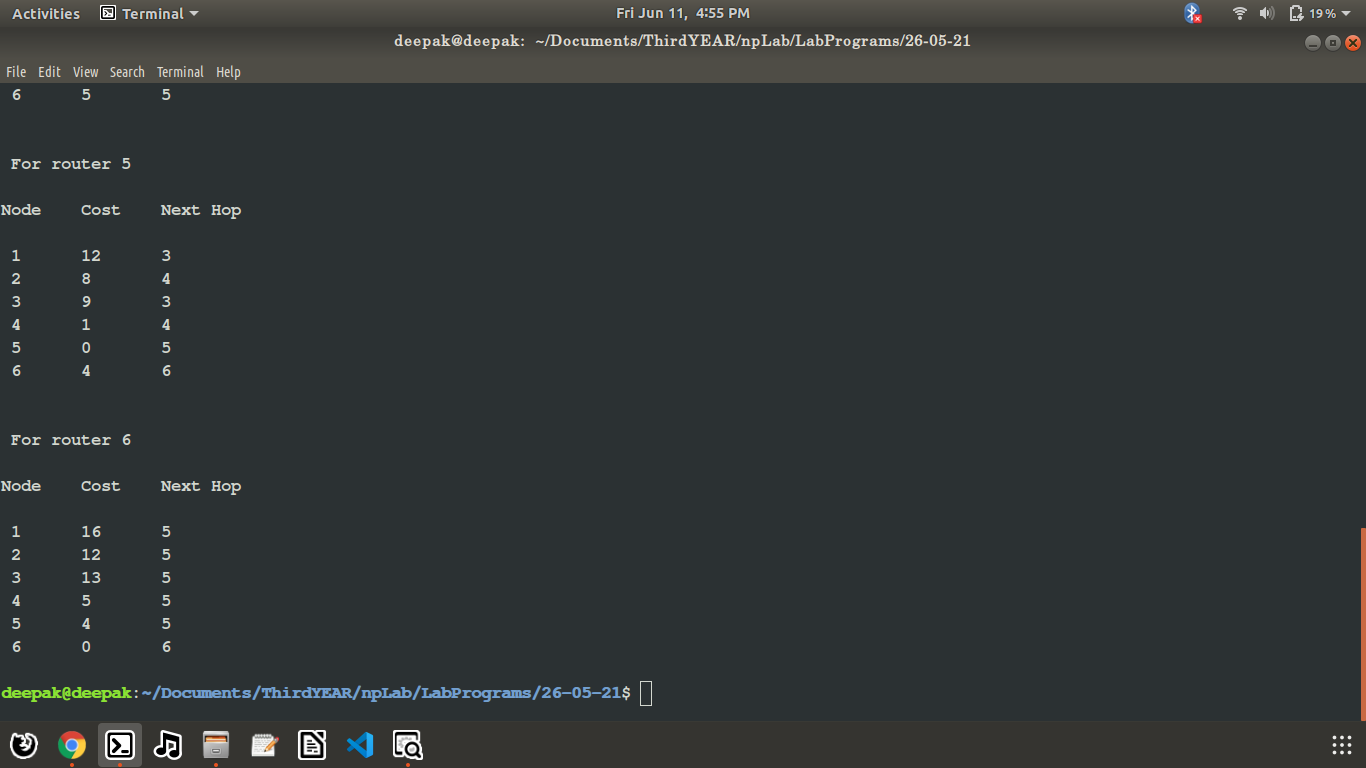 Activities Terminal Fri Jun 11, 4:55 PM 19%
deepak@deepak: ~/Documents/ThirdYEAR/npLab/LabPrograms/26-05-21
File Edit View Search Terminal Help
6 5 5
For router 5
Node Cost Next Hop
1 12 3
2 8 4
3 9 3
4 1 4
5 0 5
6 4 6
For router 6
Node Cost Next Hop
1 16 5
2 12 5
3 13 5
4 5 5
5 4 5
6 0 6
deepak@deepak:~/Documents/ThirdYEAR/npLab/LabPrograms/26-05-21$